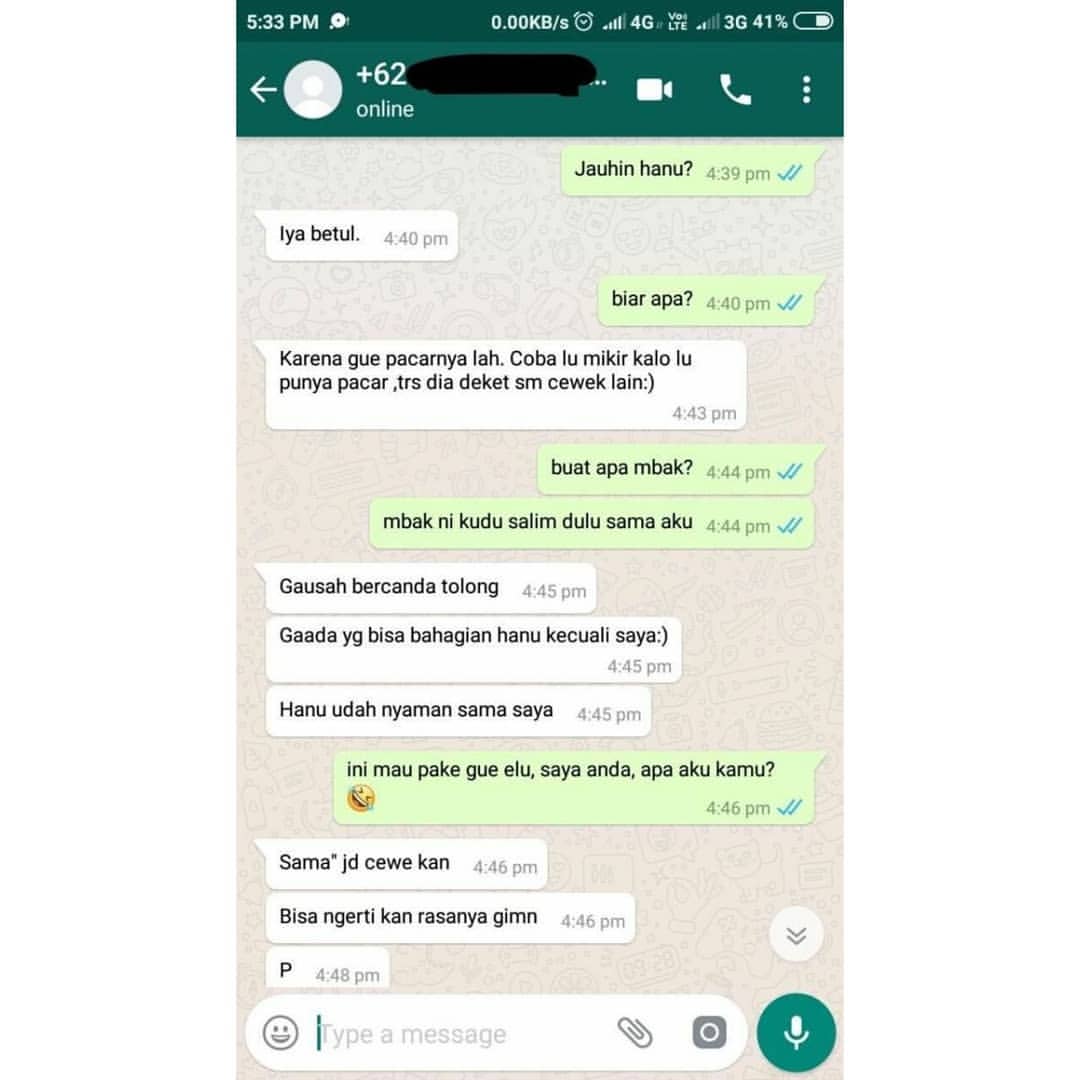 5:33 PM 0.00KB/s 4G Vo) LTE 3G 41%
+62 ...
online
Jauhin hanu? 4:39 pm
Iya betul. 4:40 pm
biar apa? 4:40 pm
Karena gue pacarnya lah. Coba lu mikir kalo lu
punya pacar ,trs dia deket sm cewek lain:)
4:43 pm
buat apa mbak? 4:44 pm
mbak ni kudu salim dulu sama aku 4:44 pm
Gausah bercanda tolong 4:45 pm
Gaada yg bisa bahagian hanu kecuali saya:)
4:45 pm
Hanu udah nyaman sama saya 4:45 pm
ini mau pake gue elu, saya anda, apa aku kamu?
🤣 4:46 pm
Sama" jd cewe kan 4:46 pm
Bisa ngerti kan rasanya gimn 4:46 pm
P 4:48 pm
Type a message